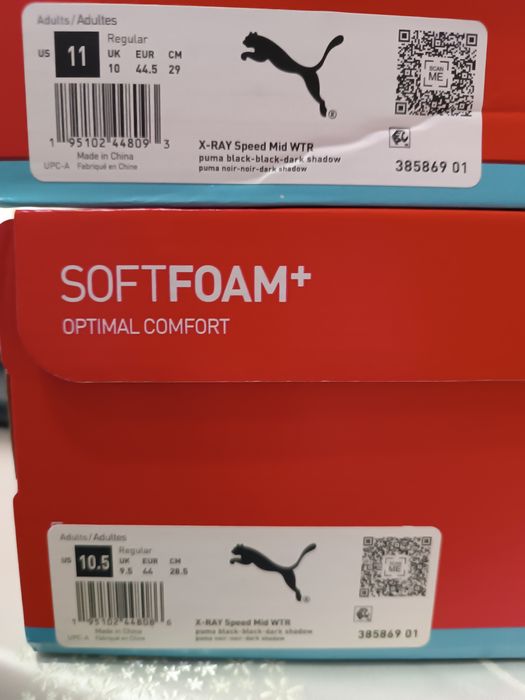 Adults/Adultes
Regular
US 11 UK EUR CM
10 44.5 29
SCAN ME
1 95102 44809 3
Made in China
UPC-A Fabriqué en Chine
X-RAY Speed Mid WTR
puma black-black-dark shadow
puma noir-noir-dark shadow
385869 01
SOFTFOAM+
OPTIMAL COMFORT
Adults/Adultes
Regular
US 10.5 UK EUR CM
9.5 44 28.5
SCAN ME
1 95102 44808 6
Made in China
UPC-A Fabriqué en Chine
X-RAY Speed Mid WTR
puma black-black-dark shadow
puma noir-noir-dark shadow
385869 01